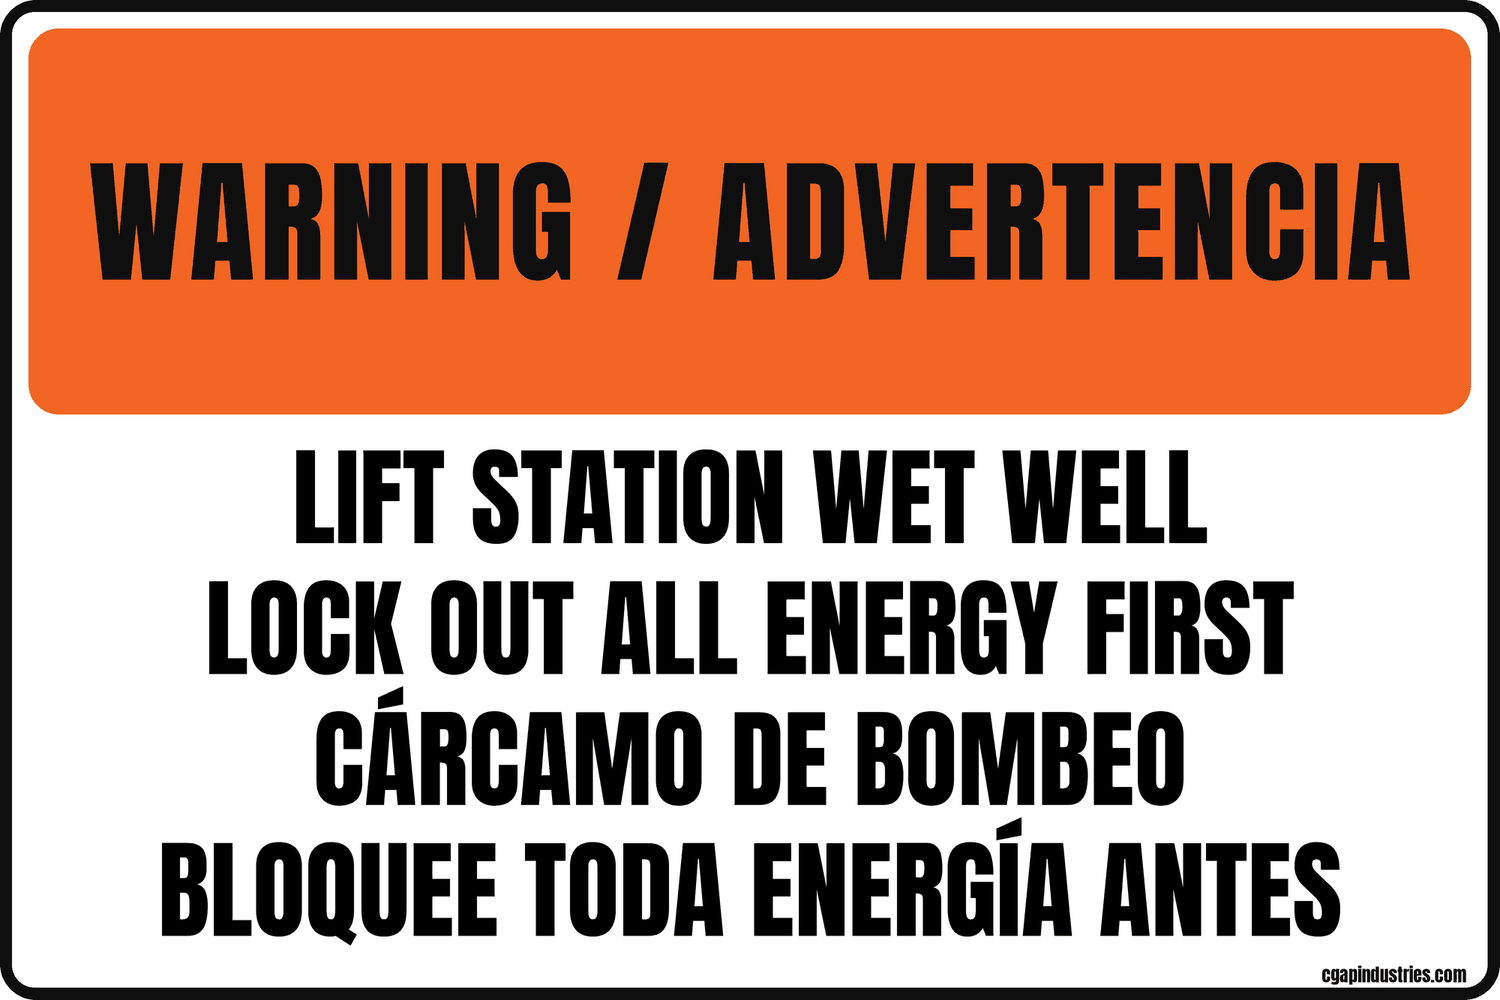 WARNING / ADVERTENCIA
LIFT STATION WET WELL
LOCK OUT ALL ENERGY FIRST
CÁRCAMO DE BOMBEO
BLOQUEE TODA ENERGÍA ANTES
cgapindustries.com